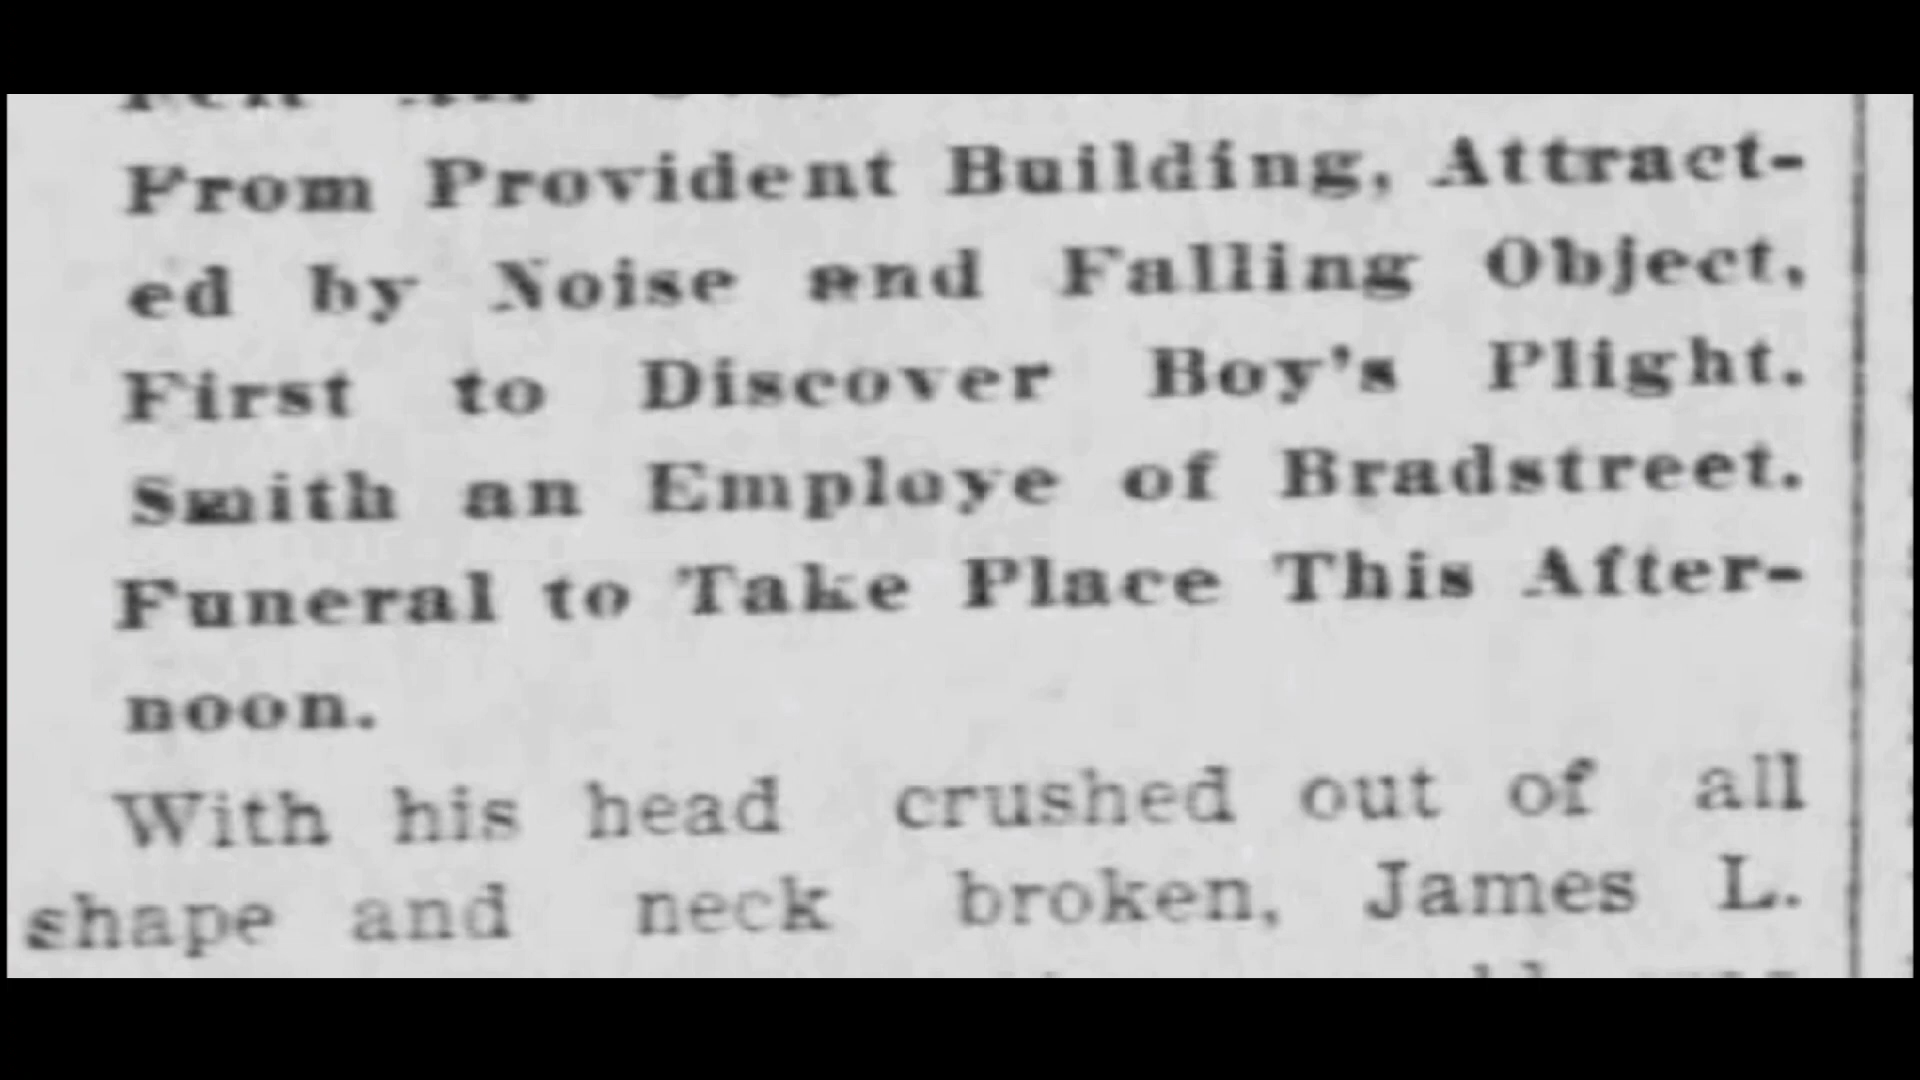 From Provident Building, Attract-
ed by Noise and Falling Object,
First to Discover Boy's Plight.
Smith an Employe of Bradstreet.
Funeral to Take Place This After-
noon.
With his head crushed out of all
shape and neck broken, James L.